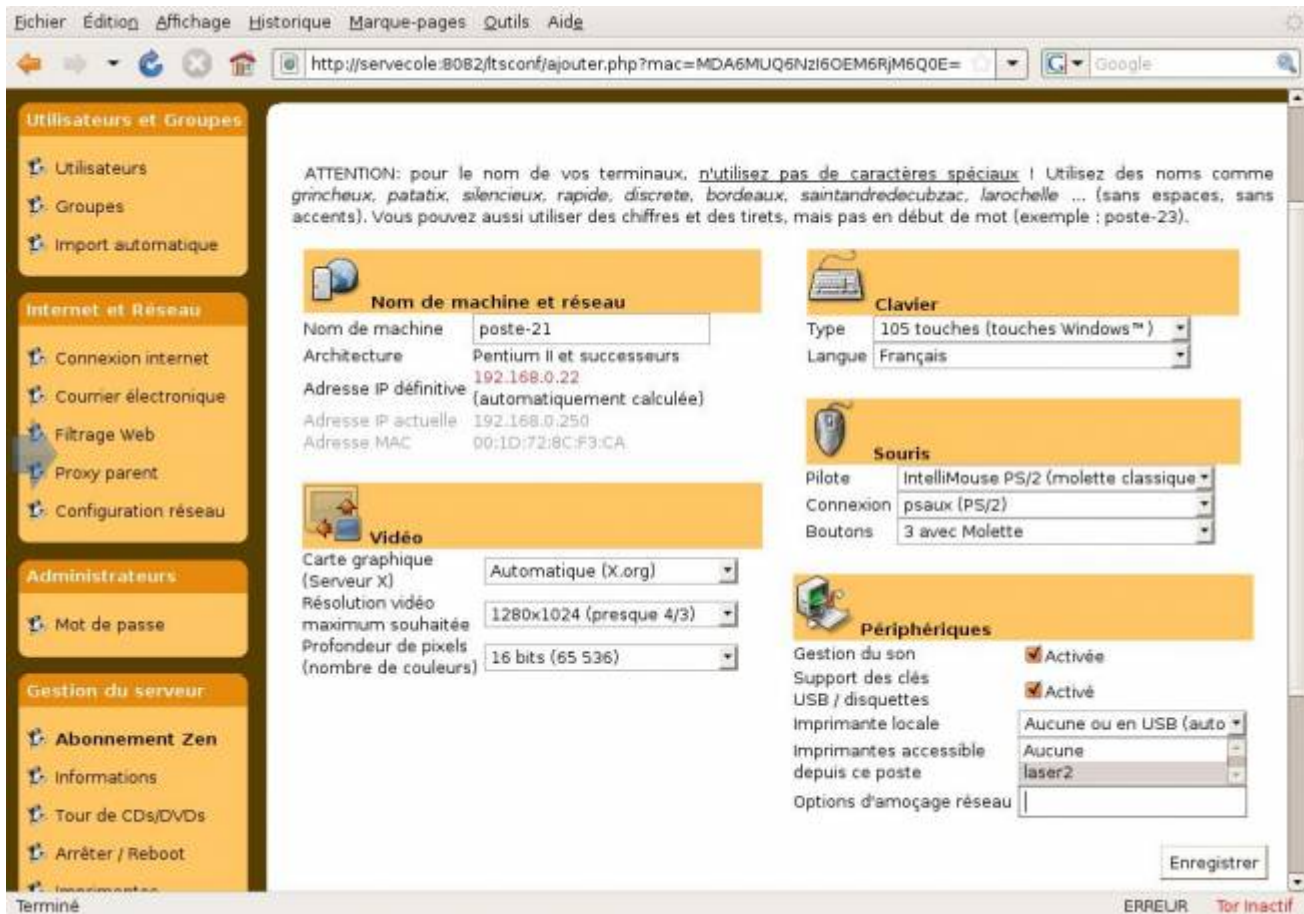 Fichier Édition Affichage Historique Marque-pages Outils Aide
http://servecole:8082/ltsconf/ajouter.php?mac=MDA6MUQ6NzI6OEM6RjM6Q0E=
Google
Utilisateurs et Groupes
Utilisateurs
Groupes
Import automatique
Internet et Réseau
Connexion internet
Courrier électronique
Filtrage Web
Proxy parent
Configuration réseau
Administrateurs
Mot de passe
Gestion du serveur
Abonnement Zen
Informations
Tour de CDs/DVDs
Arrêter / Reboot
Imprimantes
ATTENTION: pour le nom de vos terminaux, n'utilisez pas de caractères spéciaux ! Utilisez des noms comme
grincheux, patatix, silencieux, rapide, discrete, bordeaux, saintandredecubzac, larochelle ... (sans espaces, sans
accents). Vous pouvez aussi utiliser des chiffres et des tirets, mais pas en début de mot (exemple : poste-23).
Nom de machine et réseau
Nom de machine poste-21
Architecture Pentium II et successeurs
Adresse IP définitive 192.168.0.22
(automatiquement calculée)
Adresse IP actuelle 192.168.0.250
Adresse MAC 00:1D:72:8C:F3:CA
Vidéo
Carte graphique
(Serveur X) Automatique (X.org)
Résolution vidéo
maximum souhaitée 1280x1024 (presque 4/3)
Profondeur de pixels
(nombre de couleurs) 16 bits (65 536)
Clavier
Type 105 touches (touches Windows™)
Langue Français
Souris
Pilote IntelliMouse PS/2 (molette classique
Connexion psaux (PS/2)
Boutons 3 avec Molette
Périphériques
Gestion du son Activée
Support des clés
USB / disquettes Activé
Imprimante locale Aucune ou en USB (auto
Imprimantes accessible Aucune
depuis ce poste laser2
Options d'amoçage réseau
Enregistrer
Terminé ERREUR Tor Inactif